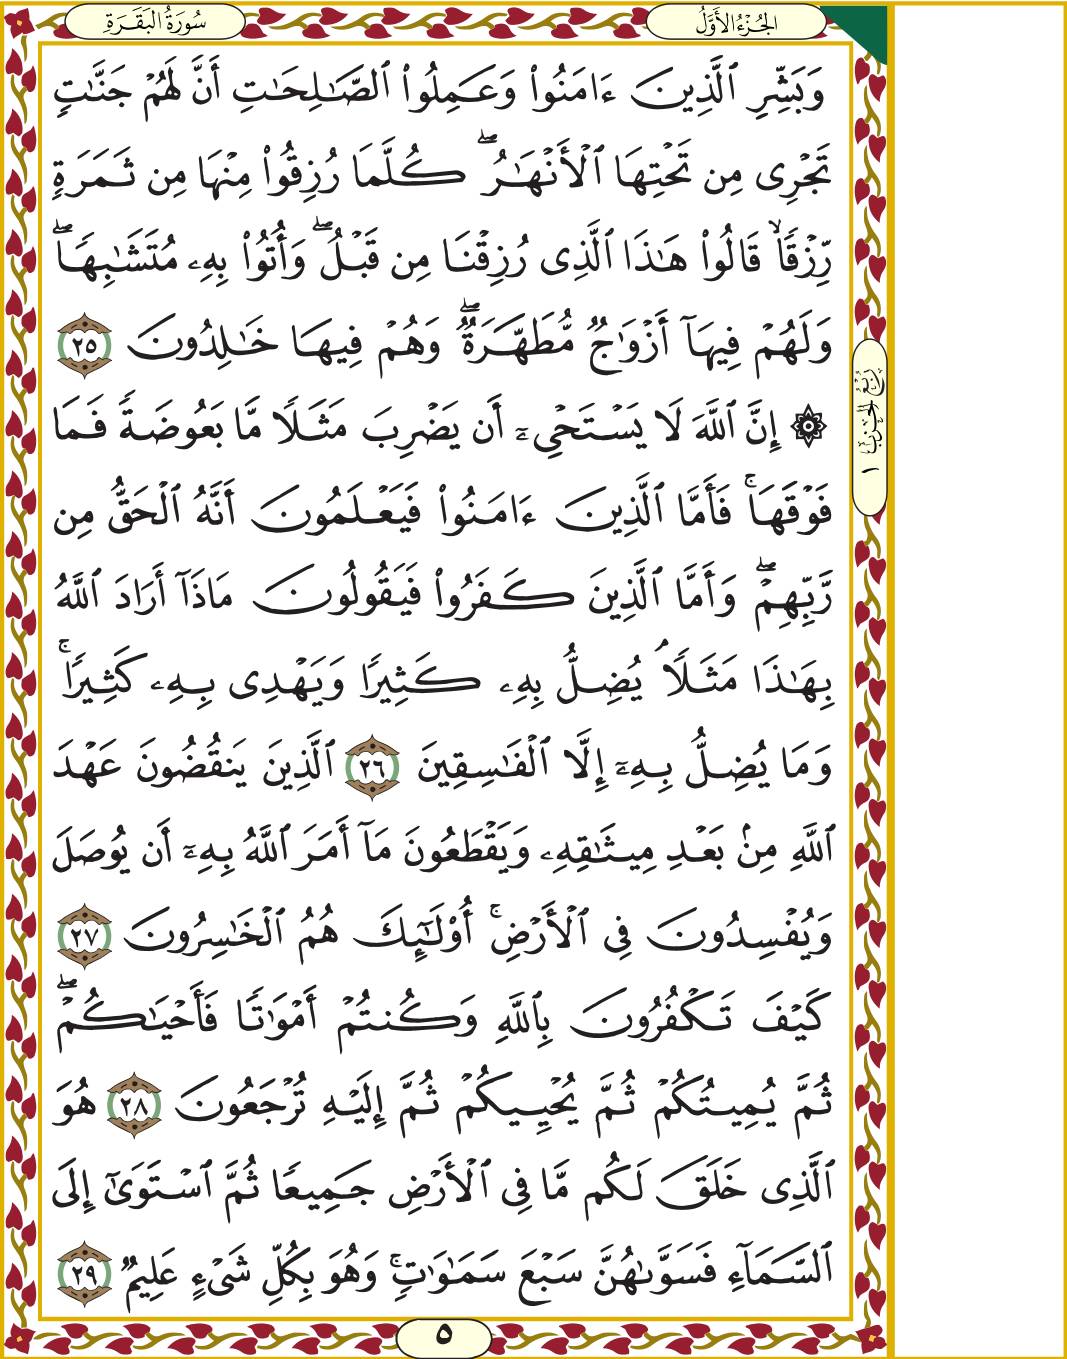 الجُزْءُ الأَوَّلُ
سُورَةُ البَقَرَةِ
وَبَشِّرِ ٱلَّذِينَ ءَامَنُوا۟ وَعَمِلُوا۟ ٱلصَّـٰلِحَـٰتِ أَنَّ لَهُمْ جَنَّـٰتٍ
تَجْرِى مِن تَحْتِهَا ٱلْأَنْهَـٰرُ ۖ كُلَّمَا رُزِقُوا۟ مِنْهَا مِن ثَمَرَةٍ
رِّزْقًا ۙ قَالُوا۟ هَـٰذَا ٱلَّذِى رُزِقْنَا مِن قَبْلُ ۖ وَأُتُوا۟ بِهِۦ مُتَشَـٰبِهًا ۖ
وَلَهُمْ فِيهَآ أَزْوَٰجٌ مُّطَهَّرَةٌ ۖ وَهُمْ فِيهَا خَـٰلِدُونَ ٢٥
۞ إِنَّ ٱللَّهَ لَا يَسْتَحْىِۦٓ أَن يَضْرِبَ مَثَلًا مَّا بَعُوضَةً فَمَا
فَوْقَهَا ۚ فَأَمَّا ٱلَّذِينَ ءَامَنُوا۟ فَيَعْلَمُونَ أَنَّهُ ٱلْحَقُّ مِن
رَّبِّهِمْ ۖ وَأَمَّا ٱلَّذِينَ كَفَرُوا۟ فَيَقُولُونَ مَاذَآ أَرَادَ ٱللَّهُ
بِهَـٰذَا مَثَلًا ۘ يُضِلُّ بِهِۦ كَثِيرًا وَيَهْدِى بِهِۦ كَثِيرًا ۚ
وَمَا يُضِلُّ بِهِۦٓ إِلَّا ٱلْفَـٰسِقِينَ ٢٦ ٱلَّذِينَ يَنقُضُونَ عَهْدَ
ٱللَّهِ مِنۢ بَعْدِ مِيثَـٰقِهِۦ وَيَقْطَعُونَ مَآ أَمَرَ ٱللَّهُ بِهِۦٓ أَن يُوصَلَ
وَيُفْسِدُونَ فِى ٱلْأَرْضِ ۚ أُو۟لَـٰٓئِكَ هُمُ ٱلْخَـٰسِرُونَ ٢٧
كَيْفَ تَكْفُرُونَ بِٱللَّهِ وَكُنتُمْ أَمْوَٰتًا فَأَحْيَـٰكُمْ ۖ
ثُمَّ يُمِيتُكُمْ ثُمَّ يُحْيِيكُمْ ثُمَّ إِلَيْهِ تُرْجَعُونَ ٢٨ هُوَ
ٱلَّذِى خَلَقَ لَكُم مَّا فِى ٱلْأَرْضِ جَمِيعًا ثُمَّ ٱسْتَوَىٰٓ إِلَى
ٱلسَّمَآءِ فَسَوَّىٰهُنَّ سَبْعَ سَمَـٰوَٰتٍ ۚ وَهُوَ بِكُلِّ شَىْءٍ عَلِيمٌ ٢٩
رُبْعُ الحِزْبِ ١
٥